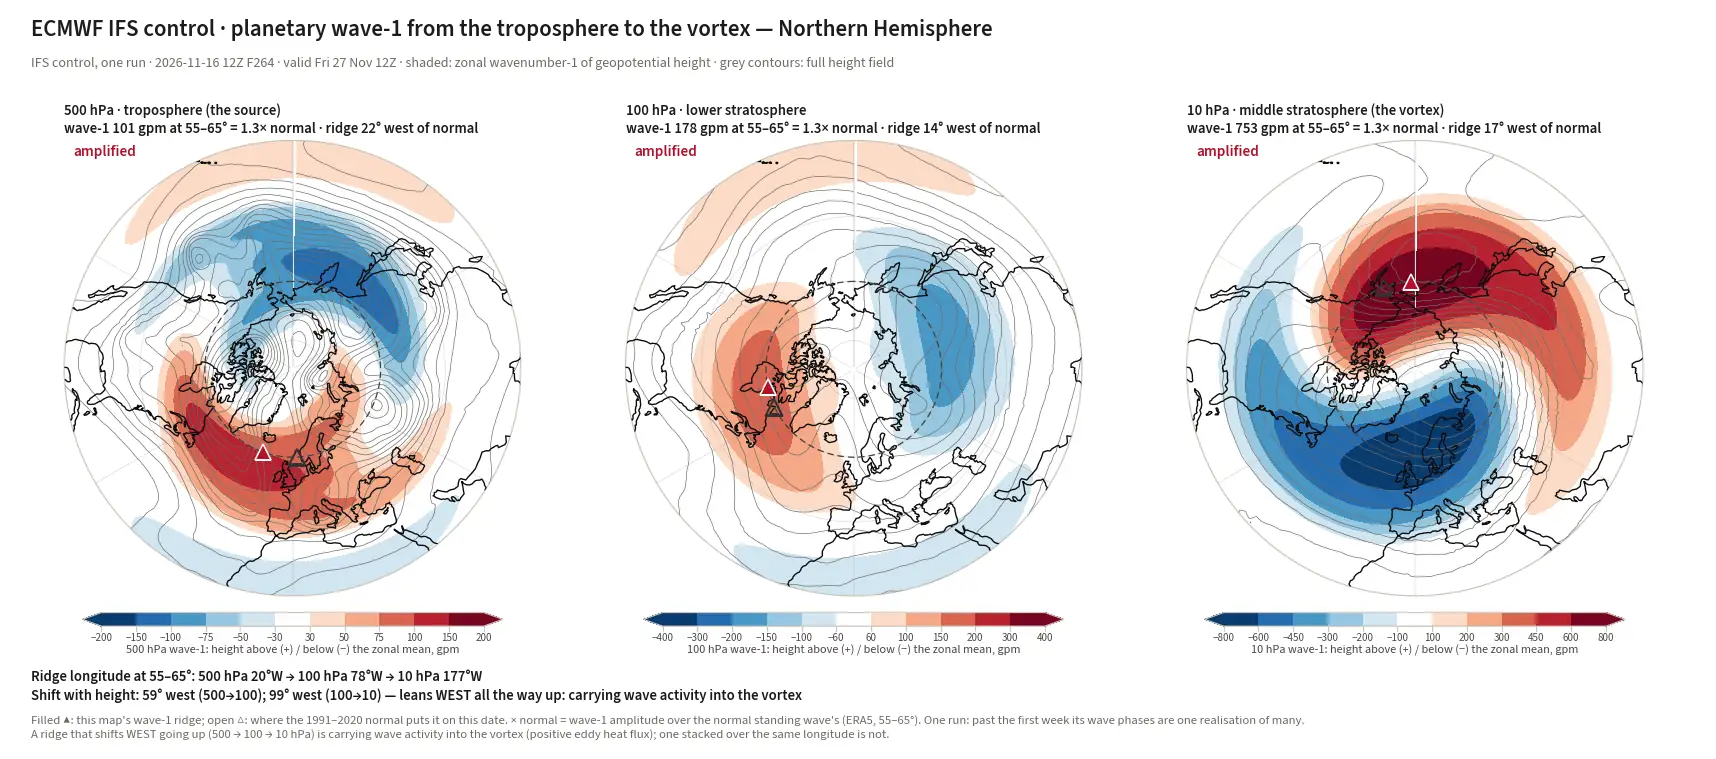 ECMWF IFS control · planetary wave-1 from the troposphere to the vortex — Northern Hemisphere
IFS control, one run · 2026-11-16 12Z F264 · valid Fri 27 Nov 12Z · shaded: zonal wavenumber-1 of geopotential height · grey contours: full height field
500 hPa · troposphere (the source)
wave-1 101 gpm at 55–65° = 1.3× normal · ridge 22° west of normal
amplified
100 hPa · lower stratosphere
wave-1 178 gpm at 55–65° = 1.3× normal · ridge 14° west of normal
amplified
10 hPa · middle stratosphere (the vortex)
wave-1 753 gpm at 55–65° = 1.3× normal · ridge 17° west of normal
amplified
−200 −150 −100 −75 −50 −30 30 50 75 100 150 200
500 hPa wave-1: height above (+) / below (−) the zonal mean, gpm
−400 −300 −200 −150 −100 −60 60 100 150 200 300 400
100 hPa wave-1: height above (+) / below (−) the zonal mean, gpm
−800 −600 −450 −300 −200 −100 100 200 300 450 600 800
10 hPa wave-1: height above (+) / below (−) the zonal mean, gpm
Ridge longitude at 55–65°: 500 hPa 20°W → 100 hPa 78°W → 10 hPa 177°W
Shift with height: 59° west (500→100); 99° west (100→10) — leans WEST all the way up: carrying wave activity into the vortex
Filled ▲: this map's wave-1 ridge; open △: where the 1991–2020 normal puts it on this date. × normal = wave-1 amplitude over the normal standing wave's (ERA5, 55–65°). One run: past the first week its wave phases are one realisation of many.
A ridge that shifts WEST going up (500 → 100 → 10 hPa) is carrying wave activity into the vortex (positive eddy heat flux); one stacked over the same longitude is not.